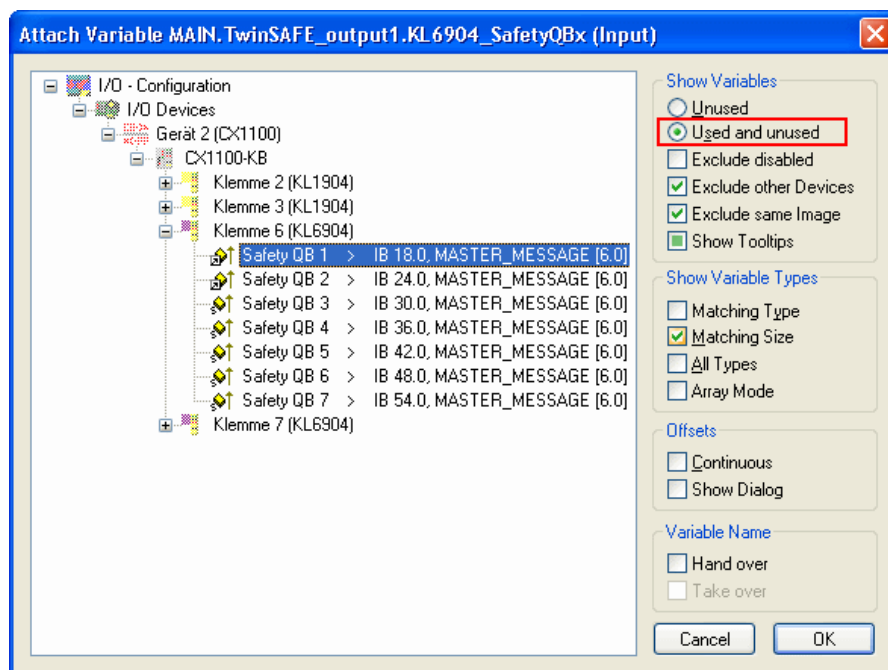 Attach Variable MAIN.TwinSAFE_output1.KL6904_SafetyQBx (Input)
I/O - Configuration
I/O Devices
Gerät 2 (CX1100)
CX1100-KB
Klemme 2 (KL1904)
Klemme 3 (KL1904)
Klemme 6 (KL6904)
Safety QB 1 > IB 18.0, MASTER_MESSAGE [6.0]
Safety QB 2 > IB 24.0, MASTER_MESSAGE [6.0]
Safety QB 3 > IB 30.0, MASTER_MESSAGE [6.0]
Safety QB 4 > IB 36.0, MASTER_MESSAGE [6.0]
Safety QB 5 > IB 42.0, MASTER_MESSAGE [6.0]
Safety QB 6 > IB 48.0, MASTER_MESSAGE [6.0]
Safety QB 7 > IB 54.0, MASTER_MESSAGE [6.0]
Klemme 7 (KL6904)
Show Variables
Unused
Used and unused
Exclude disabled
Exclude other Devices
Exclude same Image
Show Tooltips
Show Variable Types
Matching Type
Matching Size
All Types
Array Mode
Offsets
Continuous
Show Dialog
Variable Name
Hand over
Take over
Cancel
OK